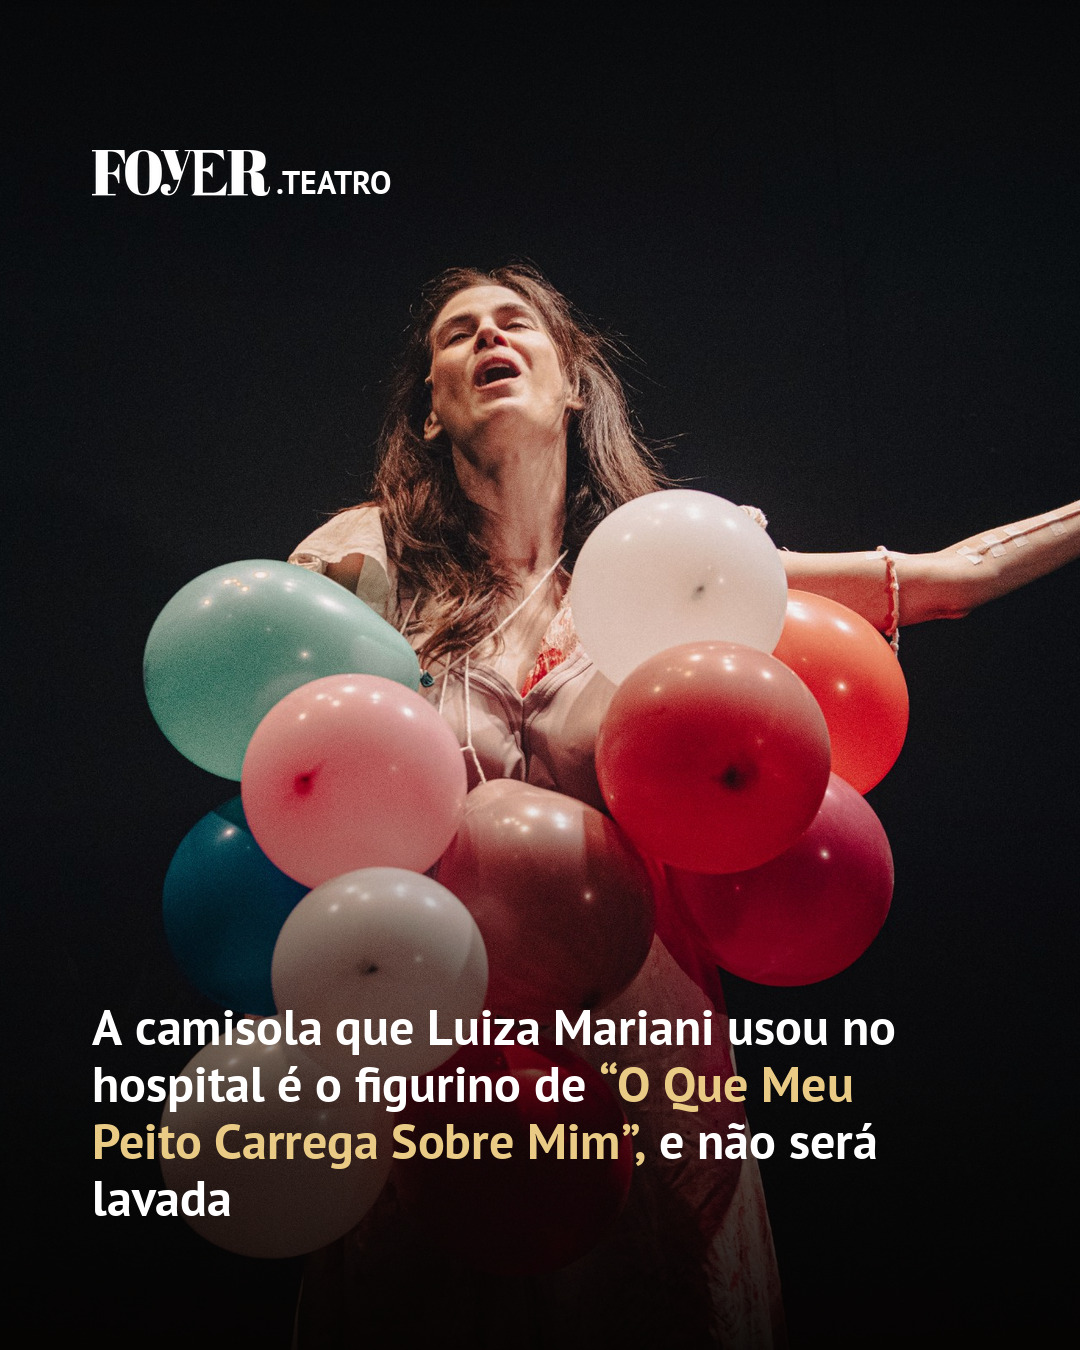 FOYER.TEATRO
A camisola que Luiza Mariani usou no
hospital é o figurino de “O Que Meu
Peito Carrega Sobre Mim”, e não será
lavada